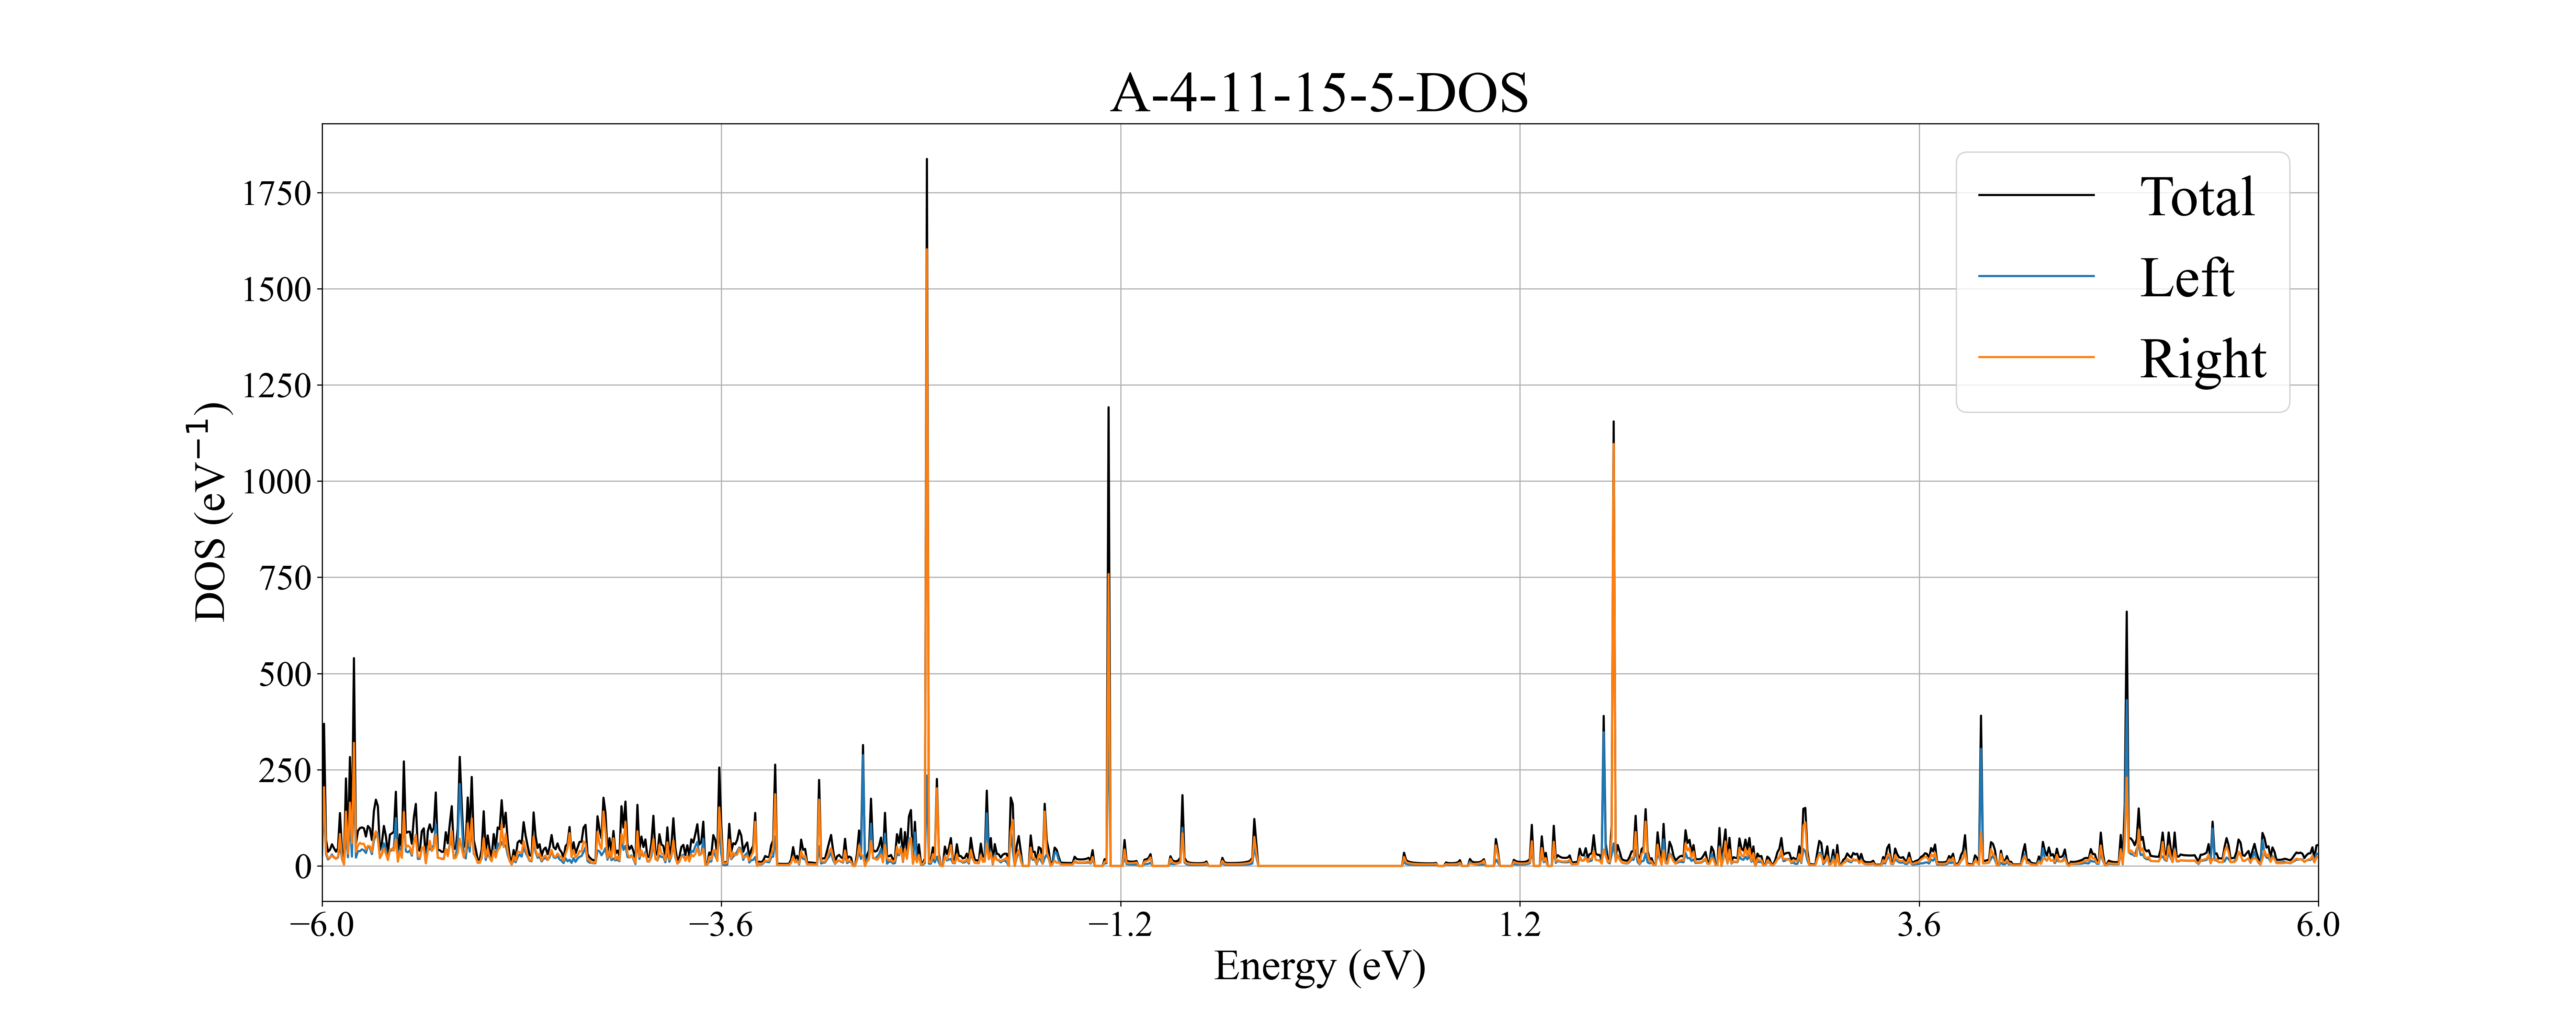 A-4-11-15-5-DOS
Total
Left
Right
DOS (eV⁻¹)
1750
1500
1250
1000
750
500
250
0
−6.0 −3.6 −1.2 1.2 3.6 6.0
Energy (eV)